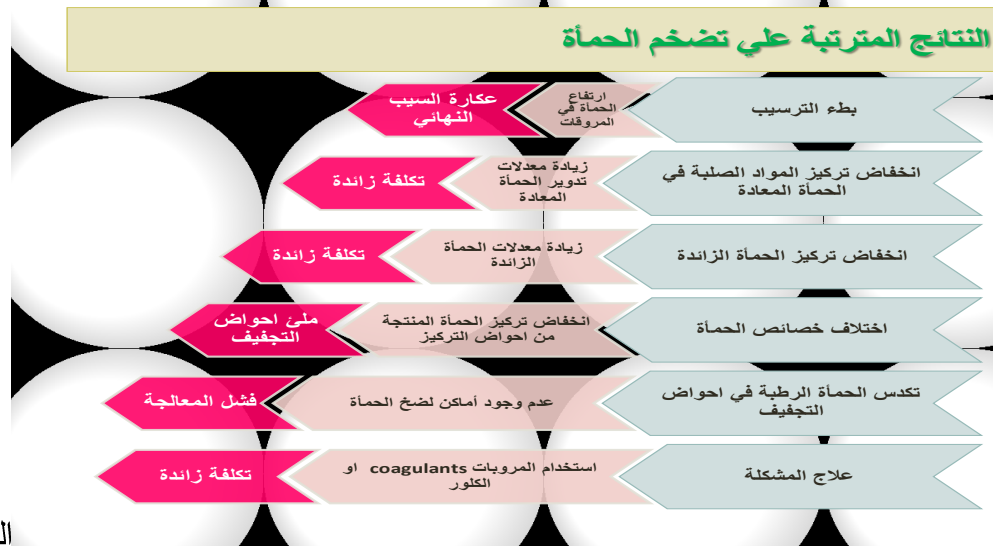 النتائج المترتبة علي تضخم الحمأة
بطء الترسيب
ارتفاع
الحمأة في
المروقات
عكارة السيب
النهائي
انخفاض تركيز المواد الصلبة في
الحمأة المعادة
زيادة معدلات
تدوير الحمأة
المعادة
تكلفة زائدة
انخفاض تركيز الحمأة الزائدة
زيادة معدلات الحمأة
الزائدة
تكلفة زائدة
اختلاف خصائص الحمأة
انخفاض تركيز الحمأة المنتجة
من احواض التركيز
ملئ احواض
التجفيف
تكدس الحمأة الرطبة في احواض
التجفيف
عدم وجود أماكن لضخ الحمأة
فشل المعالجة
علاج المشكلة
استخدام المروبات coagulants او
الكلور
تكلفة زائدة